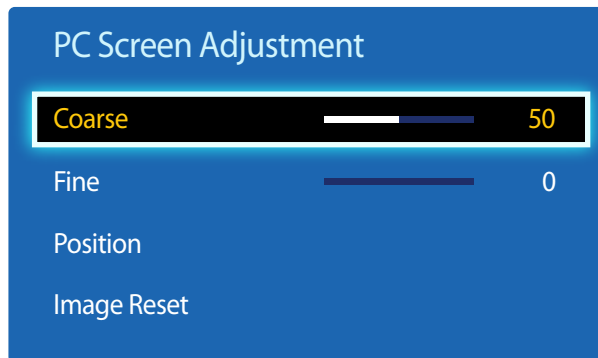 PC Screen Adjustment
Coarse 50
Fine 0
Position
Image Reset